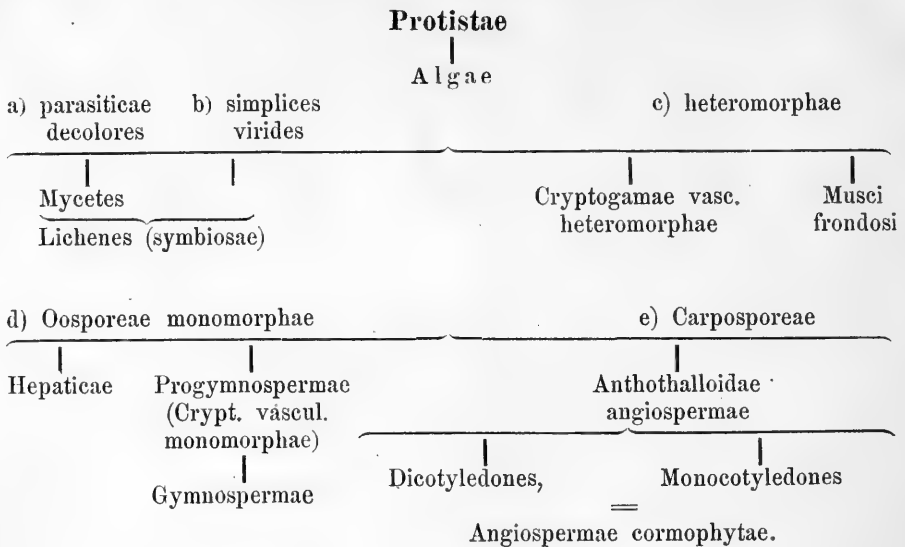 Protistae
Algae
a) parasiticae b) simplices c) heteromorphae
decolores virides
Mycetes Cryptogamae vasc. Musci
Lichenes (symbiosae) heteromorphae frondosi
d) Oosporeae monomorphae e) Carposporeae
Hepaticae Progymnospermae Anthothalloidae
(Crypt. váscul. angiospermae
monomorphae)
Dicotyledones, Monocotyledones
Gymnospermae
=
Angiospermae cormophytae.